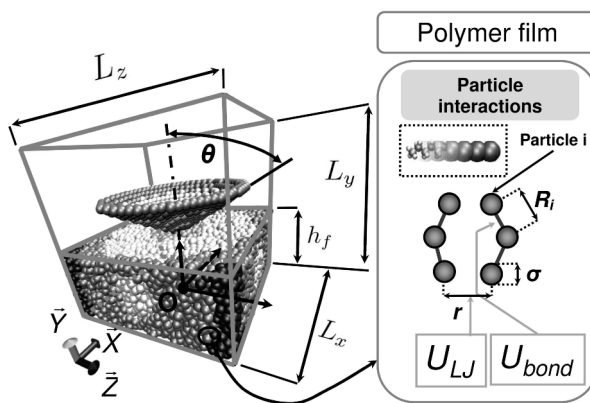 L_z
θ
L_y
h_f
O
L_x
Y⃗
X⃗
Z⃗
Polymer film
Particle
interactions
Particle i
R_i
σ
r
U_LJ
U_bond